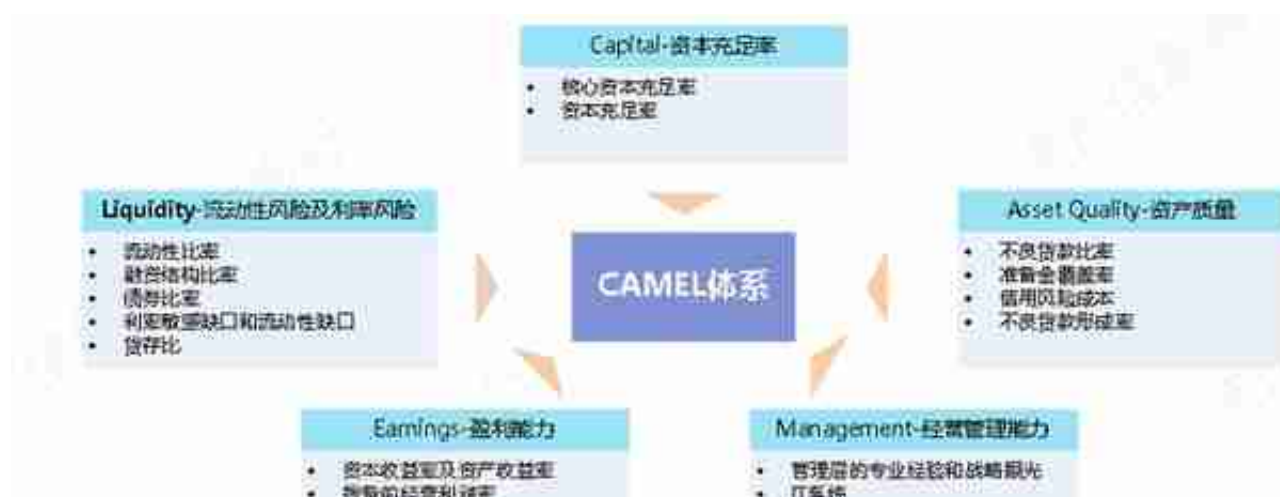 Capital-资本充足率
• 核心资本充足率
• 资本充足率
Liquidity-流动性风险及利率风险
• 流动性比率
• 融资结构比率
• 债券比率
• 利率敏感缺口和流动性缺口
• 贷存比
CAMEL体系
Asset Quality-资产质量
• 不良贷款比率
• 准备金覆盖率
• 信用风险成本
• 不良贷款形成率
Earnings-盈利能力
• 资本收益率及资产收益率
Management-经营管理能力
• 管理层的专业经验和战略眼光
• IT系统